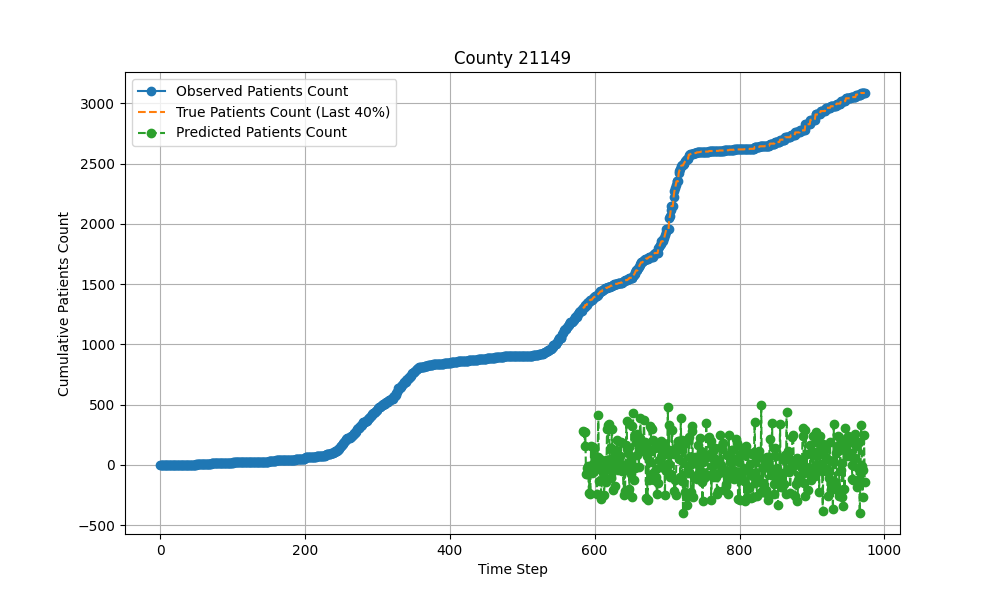 County 21149
Observed Patients Count
True Patients Count (Last 40%)
Predicted Patients Count
Cumulative Patients Count
3000
2500
2000
1500
1000
500
0
−500
0 200 400 600 800 1000
Time Step